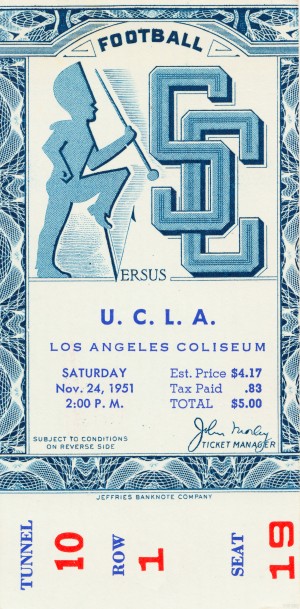 FOOTBALL
SC
VERSUS
U. C. L. A.
LOS ANGELES COLISEUM
SATURDAY
Nov. 24, 1951
2:00 P. M.
Est. Price $4.17
Tax Paid .83
TOTAL $5.00
SUBJECT TO CONDITIONS
ON REVERSE SIDE
John Morley
TICKET MANAGER
JEFFRIES BANKNOTE COMPANY
TUNNEL
10
ROW
1
SEAT
19